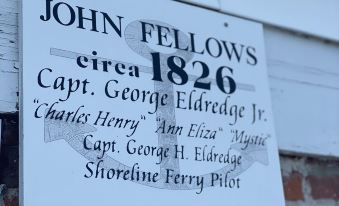 JOHN FELLOWS
circa 1826
Capt. George Eldredge Jr.
"Charles Henry" "Ann Eliza" "Mystic"
Capt. George H. Eldredge
Shoreline Ferry Pilot